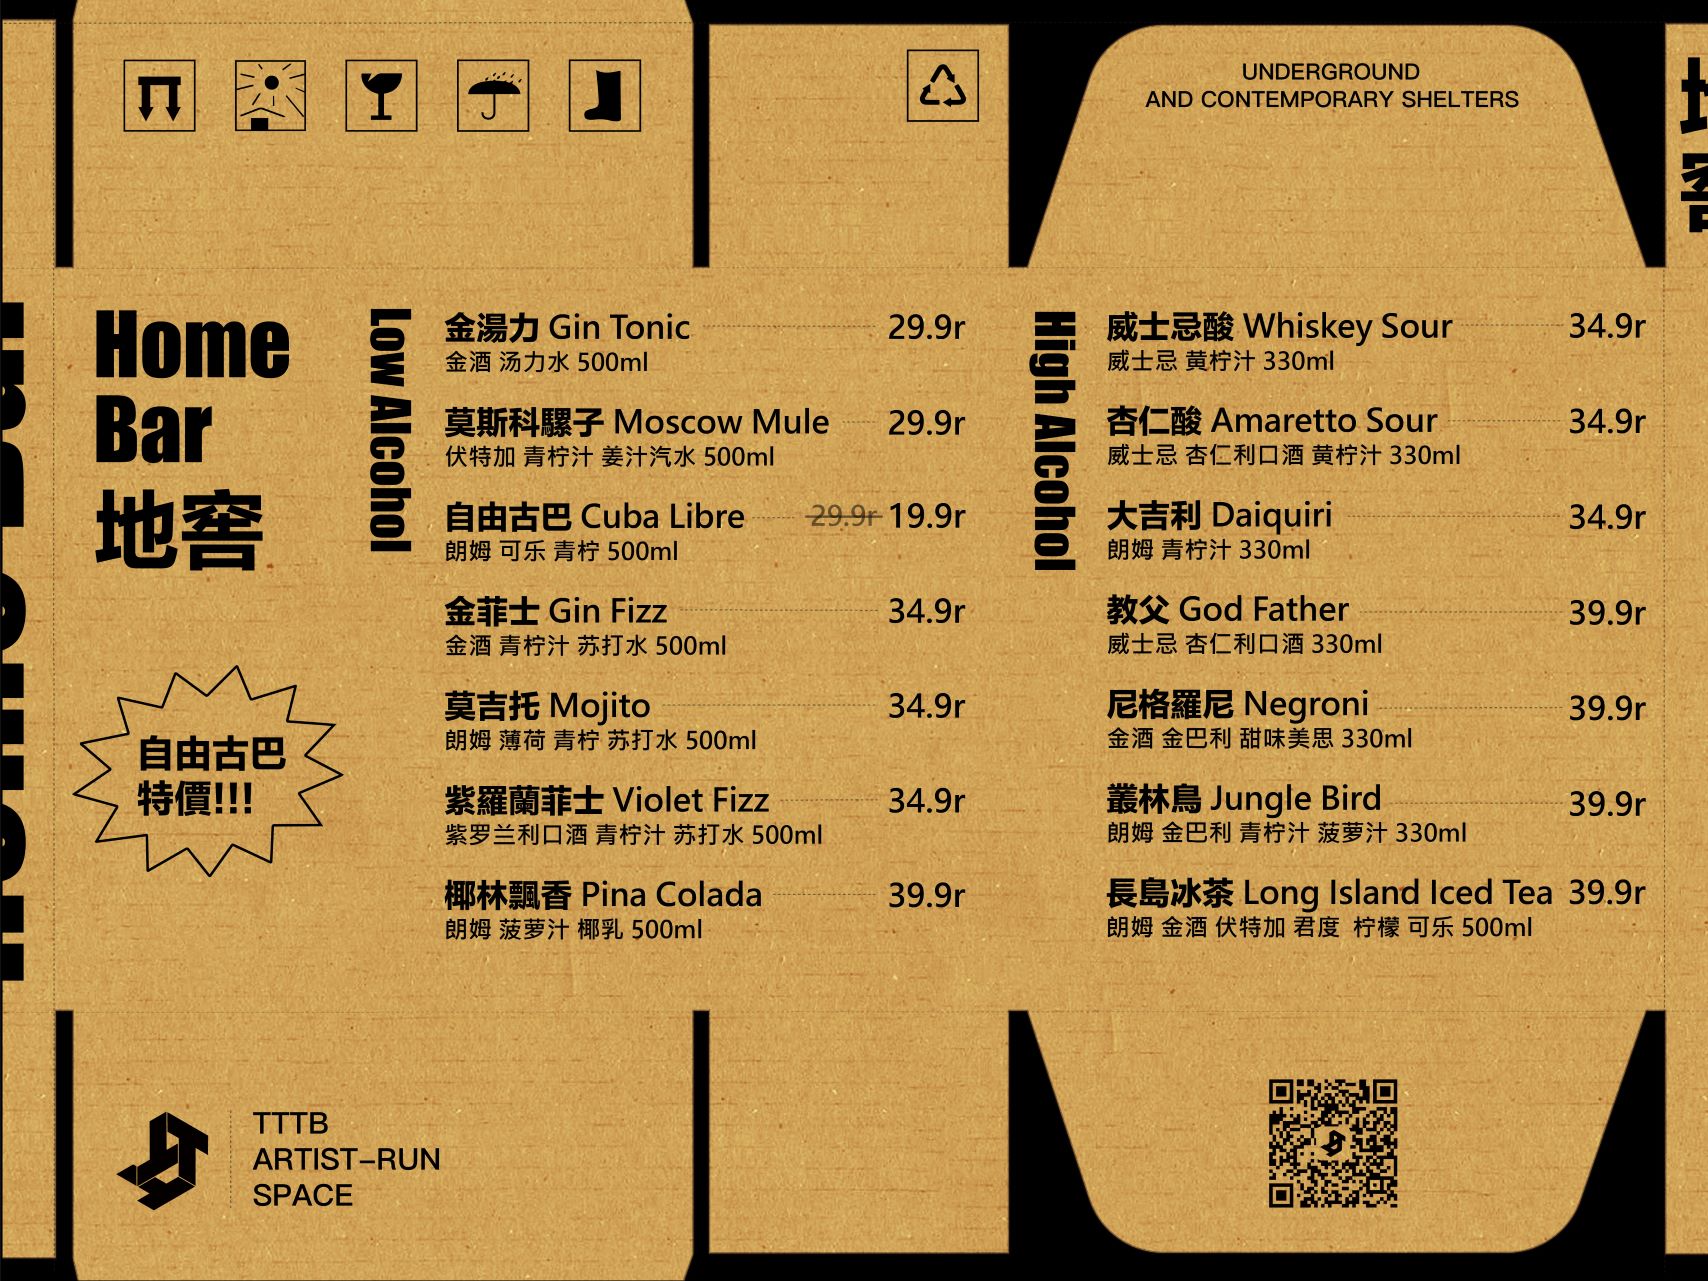 UNDERGROUND
AND CONTEMPORARY SHELTERS
地
窖
Home
Bar
地窖
自由古巴
特價!!!
Low Alcohol
金湯力 Gin Tonic 29.9r
金酒 汤力水 500ml
莫斯科騾子 Moscow Mule 29.9r
伏特加 青柠汁 姜汁汽水 500ml
自由古巴 Cuba Libre 29.9r 19.9r
朗姆 可乐 青柠 500ml
金菲士 Gin Fizz 34.9r
金酒 青柠汁 苏打水 500ml
莫吉托 Mojito 34.9r
朗姆 薄荷 青柠 苏打水 500ml
紫羅蘭菲士 Violet Fizz 34.9r
紫罗兰利口酒 青柠汁 苏打水 500ml
椰林飄香 Pina Colada 39.9r
朗姆 菠萝汁 椰乳 500ml
High Alcohol
威士忌酸 Whiskey Sour 34.9r
威士忌 黄柠汁 330ml
杏仁酸 Amaretto Sour 34.9r
威士忌 杏仁利口酒 黄柠汁 330ml
大吉利 Daiquiri 34.9r
朗姆 青柠汁 330ml
教父 God Father 39.9r
威士忌 杏仁利口酒 330ml
尼格羅尼 Negroni 39.9r
金酒 金巴利 甜味美思 330ml
叢林鳥 Jungle Bird 39.9r
朗姆 金巴利 青柠汁 菠萝汁 330ml
長島冰茶 Long Island Iced Tea 39.9r
朗姆 金酒 伏特加 君度 柠檬 可乐 500ml
TTTB
ARTIST–RUN
SPACE